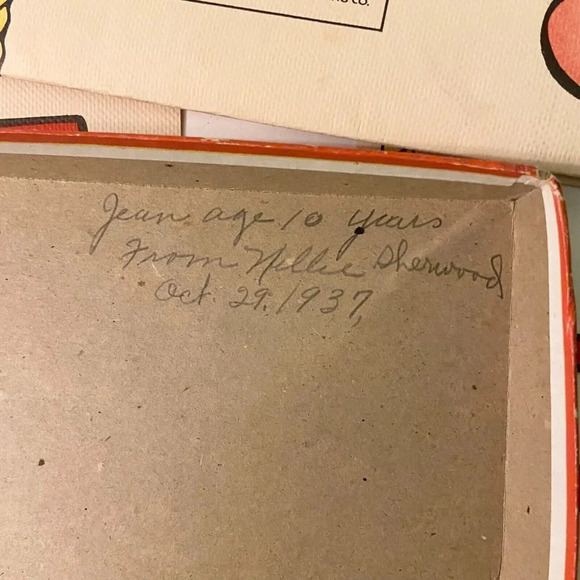 Jean age 10 years
From Nellie Sherwood
Oct. 29. 1937,